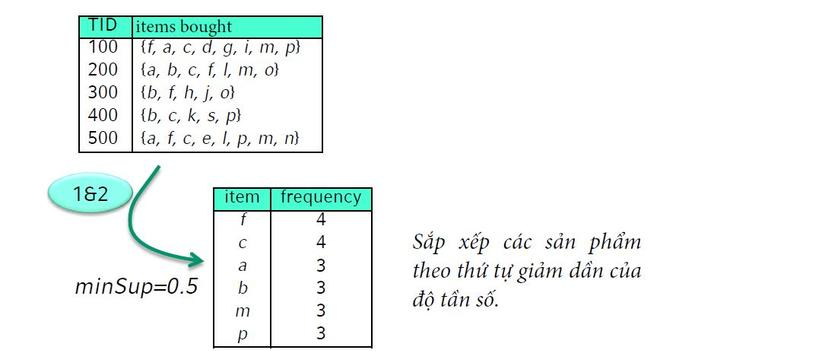 TID items bought
100 {f, a, c, d, g, i, m, p}
200 {a, b, c, f, l, m, o}
300 {b, f, h, j, o}
400 {b, c, k, s, p}
500 {a, f, c, e, l, p, m, n}
1&2
item frequency
f 4
c 4
a 3
b 3
m 3
p 3
minSup=0.5
Sắp xếp các sản phẩm
theo thứ tự giảm dần của
độ tần số.